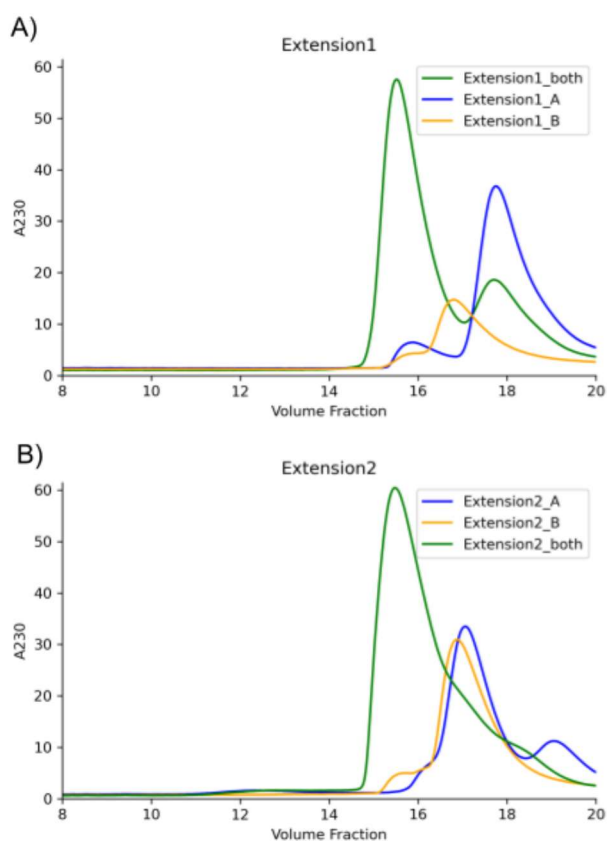 A)
Extension1
Extension1_both
Extension1_A
Extension1_B
60
50
40
30
20
10
0
A230
8 10 12 14 16 18 20
Volume Fraction
B)
Extension2
Extension2_A
Extension2_B
Extension2_both
60
50
40
30
20
10
0
A230
8 10 12 14 16 18 20
Volume Fraction